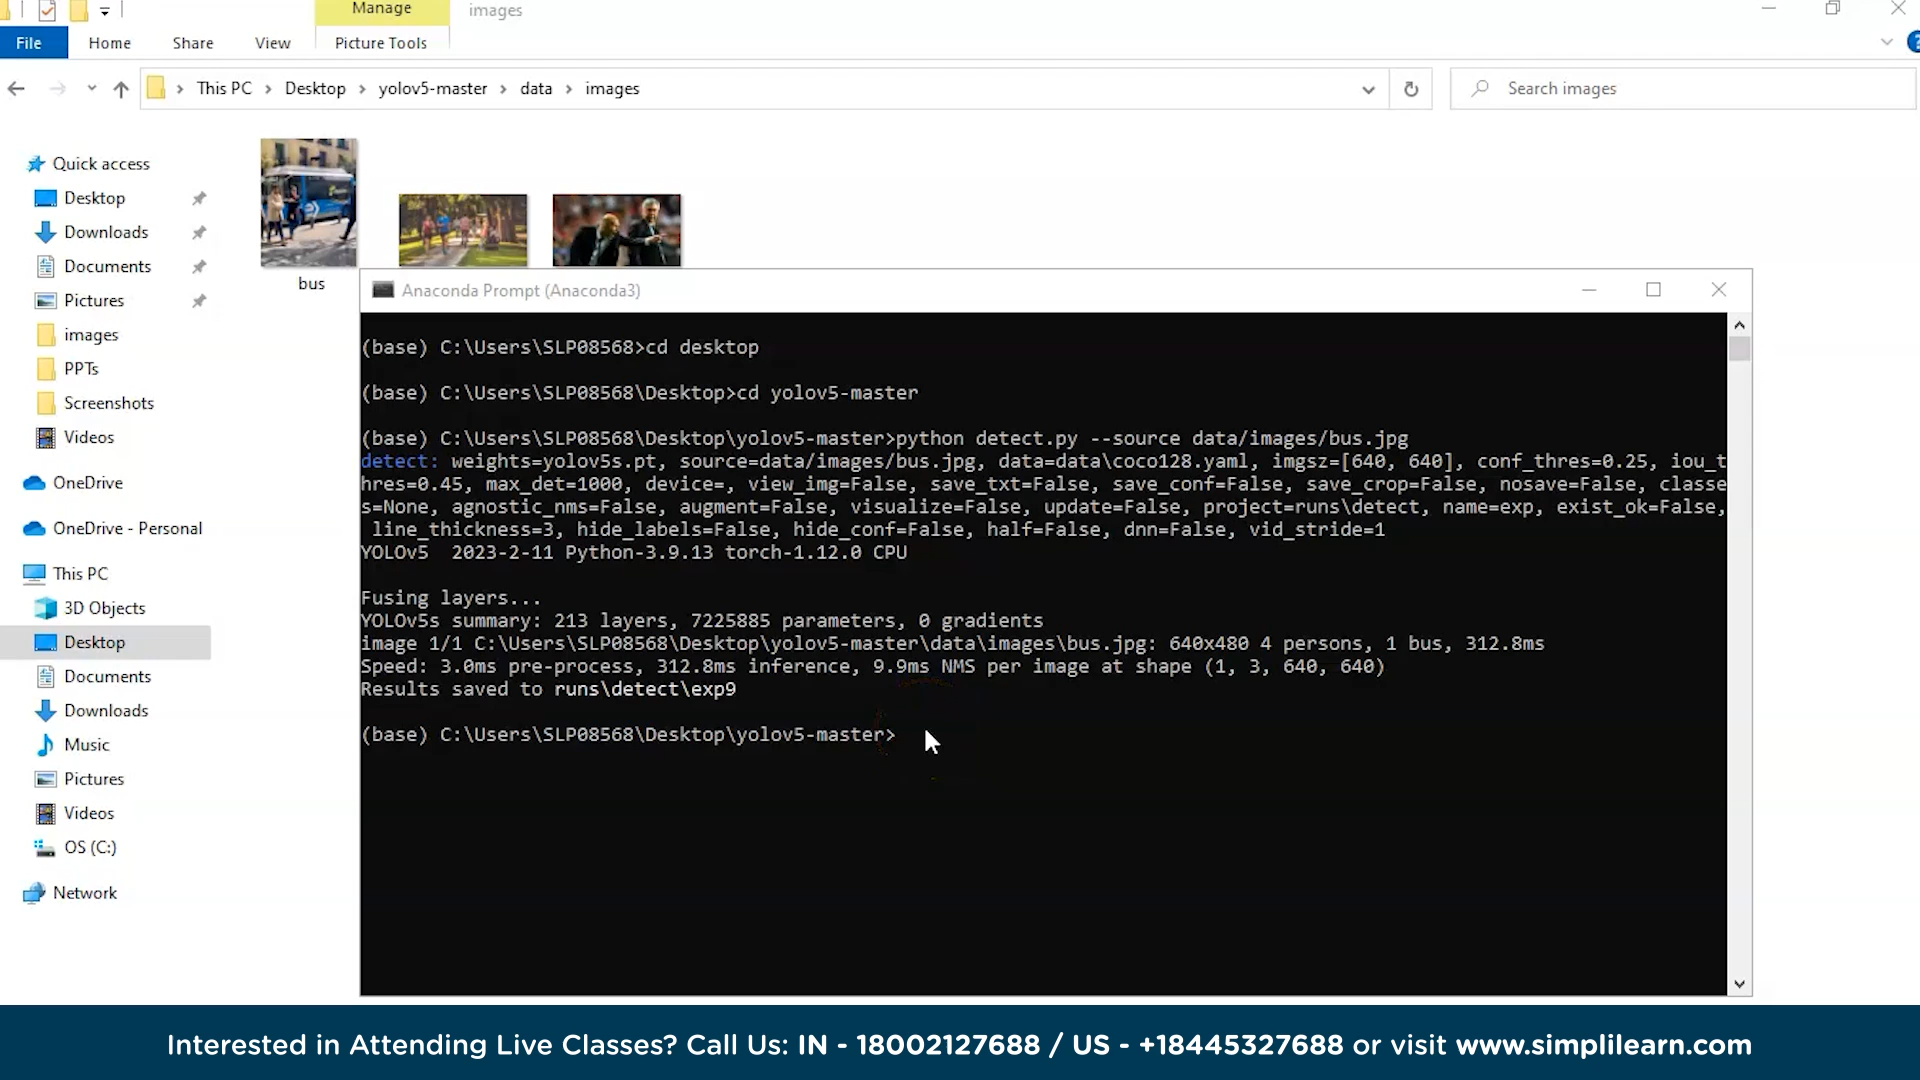 Manage
images
File
Home
Share
View
Picture Tools
This PC
Desktop
yolov5-master
data
images
Search images
Quick access
Desktop
Downloads
Documents
Pictures
images
PPTs
Screenshots
Videos
OneDrive
OneDrive - Personal
This PC
3D Objects
Desktop
Documents
Downloads
Music
Pictures
Videos
OS (C:)
Network
bus
Anaconda Prompt (Anaconda3)
(base) C:\Users\SLP08568>cd desktop
(base) C:\Users\SLP08568\Desktop>cd yolov5-master
(base) C:\Users\SLP08568\Desktop\yolov5-master>python detect.py --source data/images/bus.jpg
detect: weights=yolov5s.pt, source=data/images/bus.jpg, data=data\coco128.yaml, imgsz=[640, 640], conf_thres=0.25, iou_t
hres=0.45, max_det=1000, device=, view_img=False, save_txt=False, save_conf=False, save_crop=False, nosave=False, classe
s=None, agnostic_nms=False, augment=False, visualize=False, update=False, project=runs\detect, name=exp, exist_ok=False,
line_thickness=3, hide_labels=False, hide_conf=False, half=False, dnn=False, vid_stride=1
YOLOv5 2023-2-11 Python-3.9.13 torch-1.12.0 CPU
Fusing layers...
YOLOv5s summary: 213 layers, 7225885 parameters, 0 gradients
image 1/1 C:\Users\SLP08568\Desktop\yolov5-master\data\images\bus.jpg: 640x480 4 persons, 1 bus, 312.8ms
Speed: 3.0ms pre-process, 312.8ms inference, 9.9ms NMS per image at shape (1, 3, 640, 640)
Results saved to runs\detect\exp9
(base) C:\Users\SLP08568\Desktop\yolov5-master>
Interested in Attending Live Classes? Call Us: IN - 18002127688 / US - +18445327688 or visit www.simplilearn.com